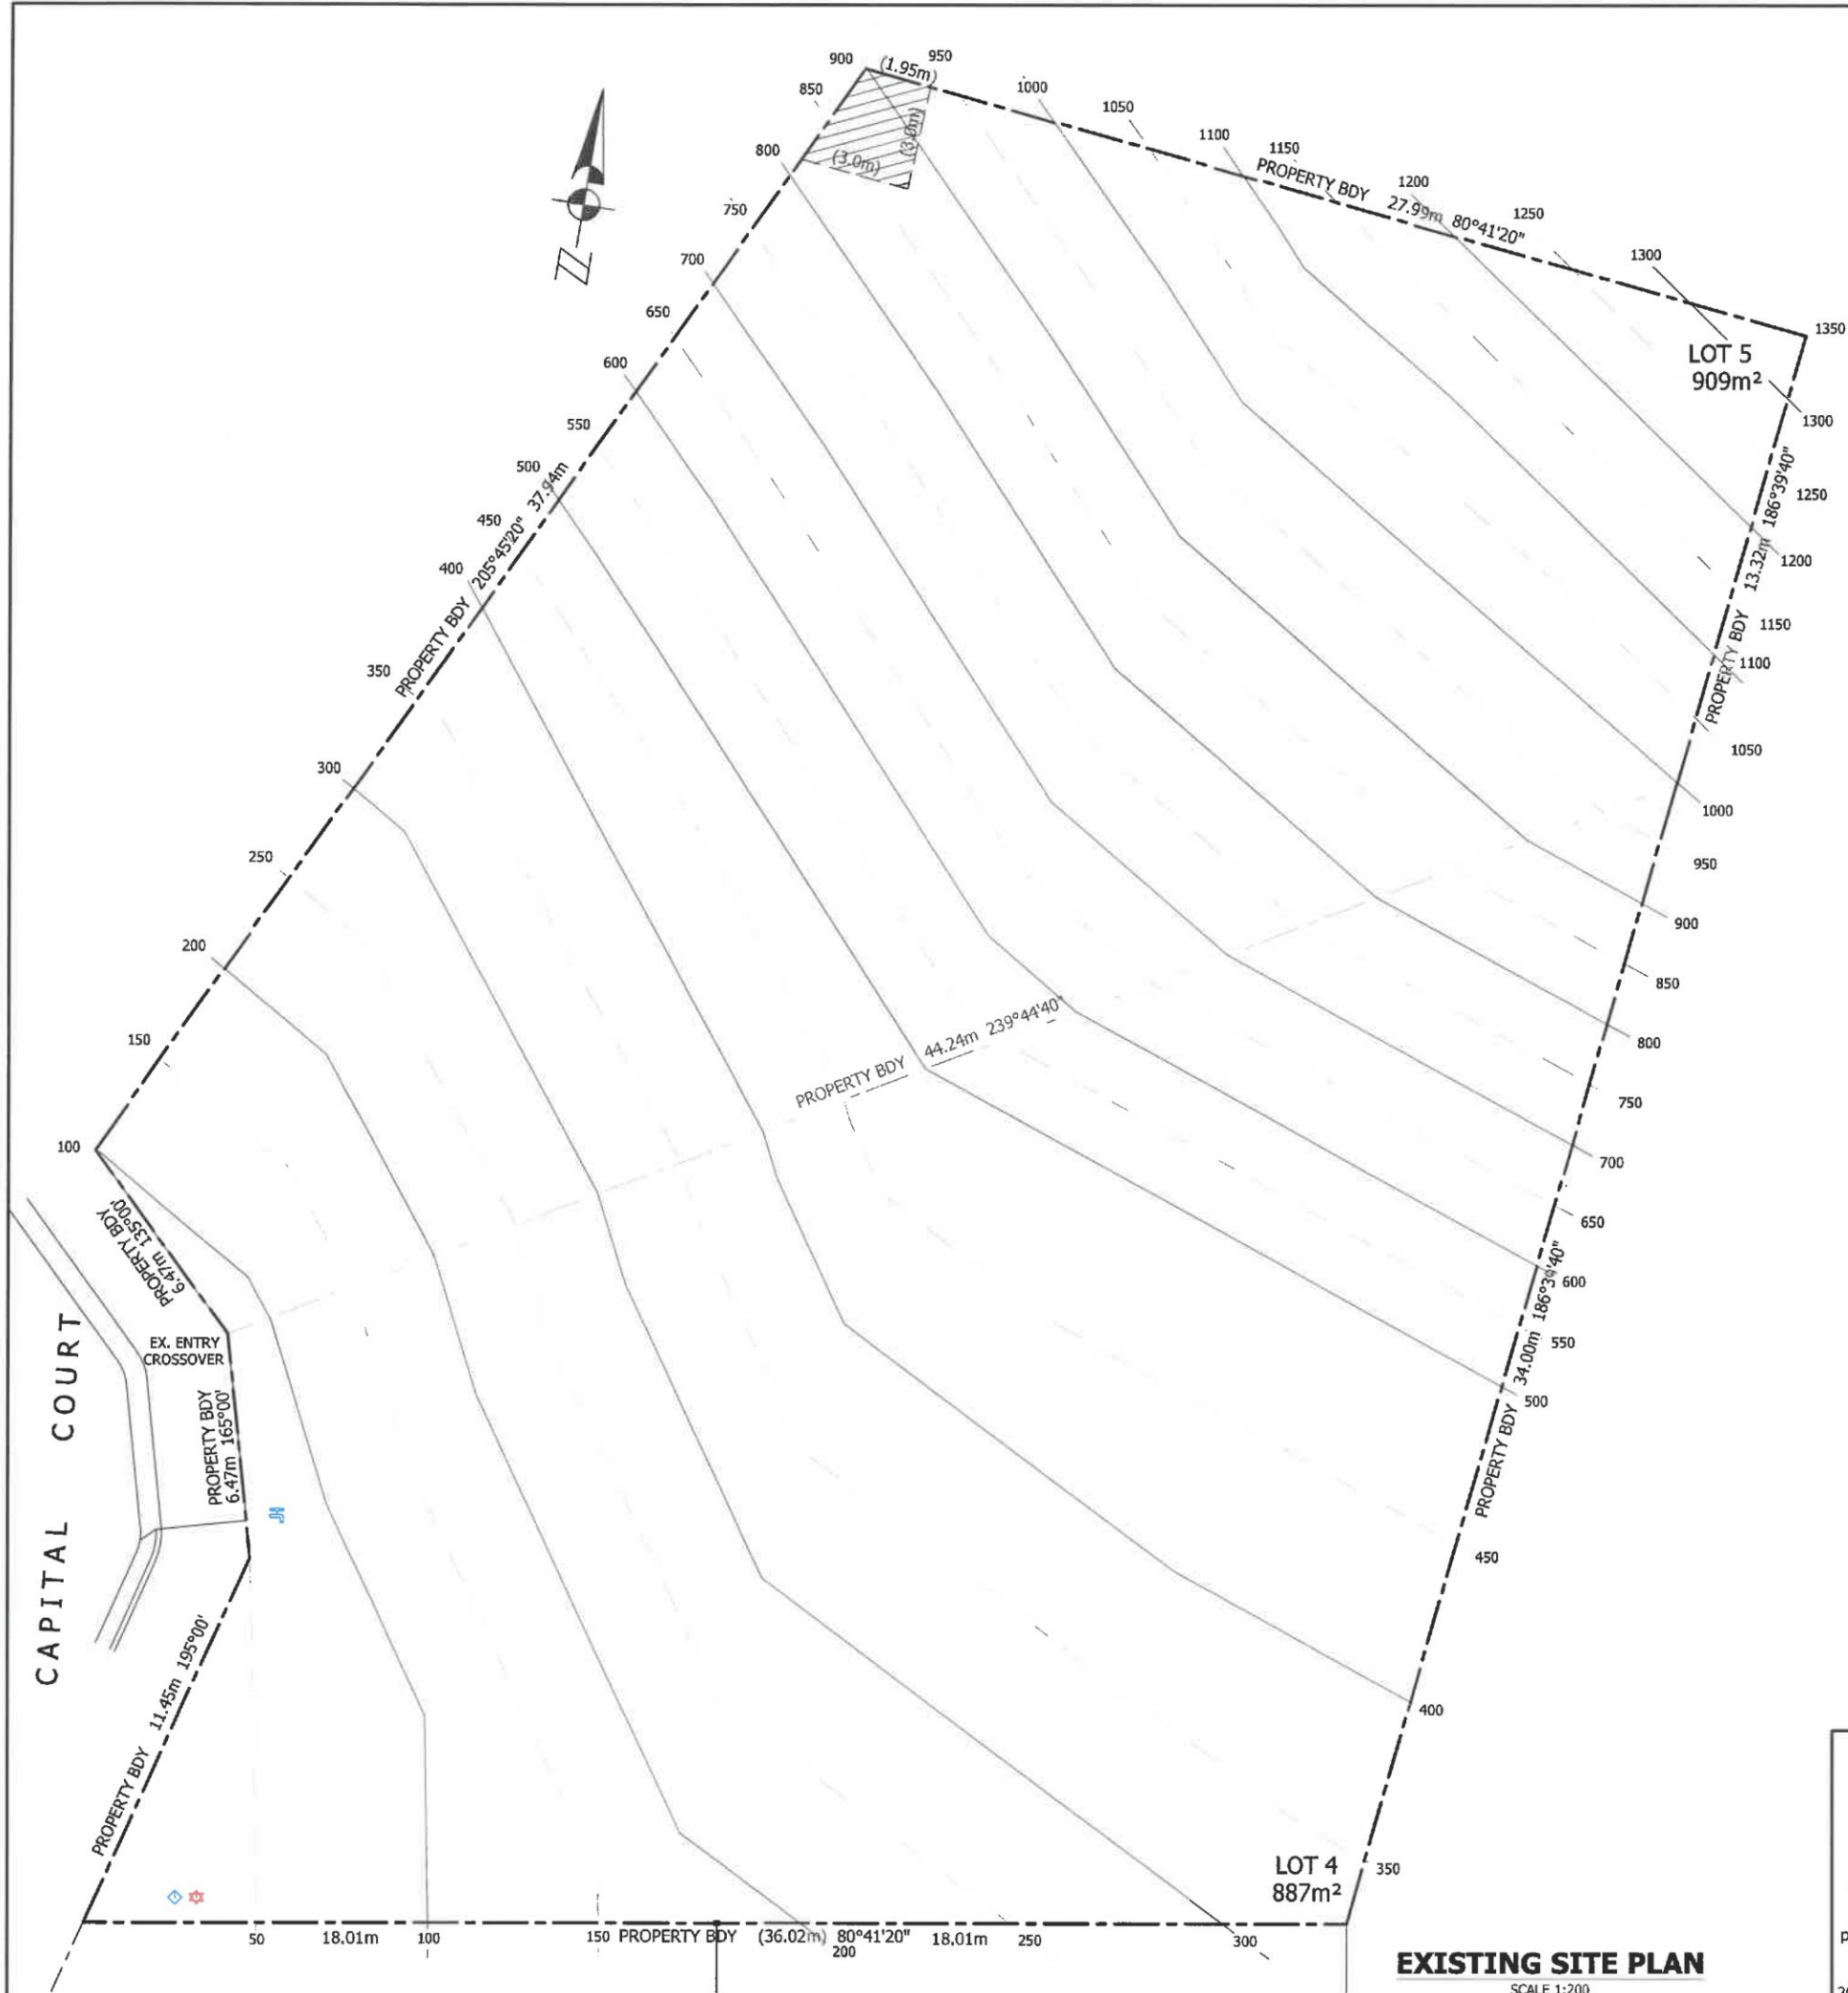 900
(1.95m)
950
850
1000
1050
1100
1150
800
(3.0m)
(3.0m)
PROPERTY BDY 27.99m 80°41'20"
1200
1250
1300
1350
750
700
650
600
550
500
450
400
350
300
250
200
150
100
PROPERTY BDY 205°45'20" 37.94m
N
LOT 5
909m²
1300
1250
1200
1150
1100
1050
1000
950
900
850
800
750
700
650
600
550
500
450
400
350
PROPERTY BDY 13.32m 186°39'40"
PROPERTY BDY 44.24m 239°44'40"
PROPERTY BDY 34.00m 186°39'40"
PROPERTY BDY
6.47m 135°00'
EX. ENTRY
CROSSOVER
PROPERTY BDY
6.47m 165°00'
CAPITAL COURT
PROPERTY BDY 11.45m 195°00'
LOT 4
887m²
50 18.01m 100 150 PROPERTY BDY (36.02m) 80°41'20" 18.01m 250 300
200
EXISTING SITE PLAN
SCALE 1:200